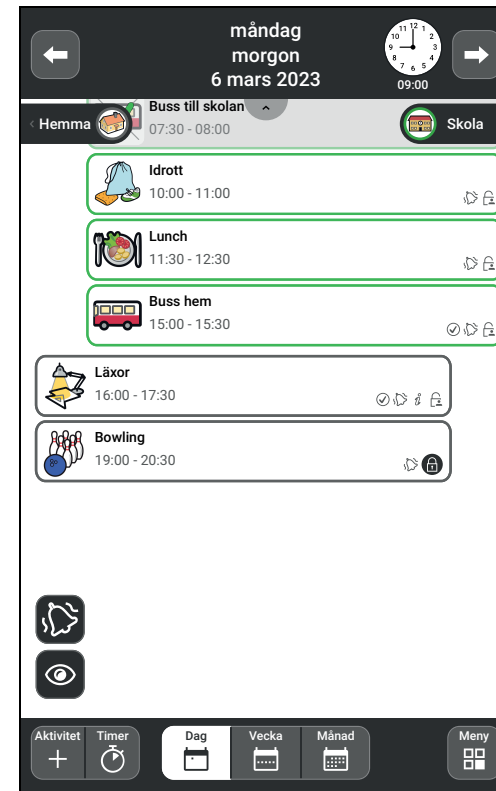 måndag
morgon
6 mars 2023
09:00
Hemma
Skola
Buss till skolan
07:30 - 08:00
Idrott
10:00 - 11:00
Lunch
11:30 - 12:30
Buss hem
15:00 - 15:30
Läxor
16:00 - 17:30
Bowling
19:00 - 20:30
Aktivitet
Timer
Dag
Vecka
Månad
Meny